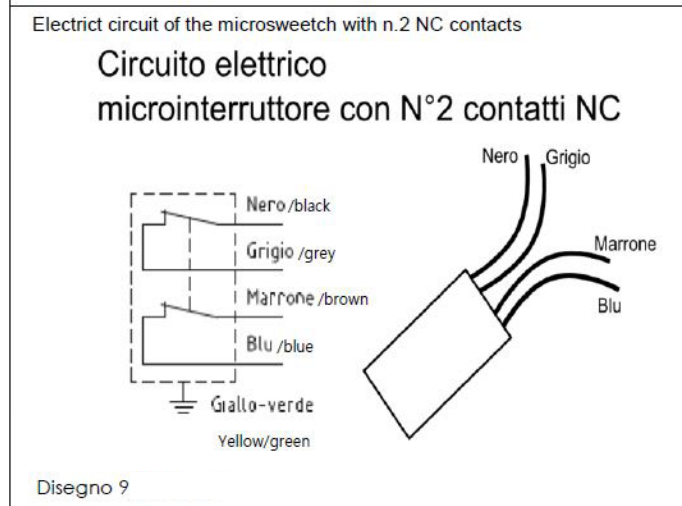 Electrict circuit of the microsweetch with n.2 NC contacts
Circuito elettrico
microinterruttore con N°2 contatti NC
Nero Grigio
Nero /black
Grigio /grey
Marrone
Marrone /brown
Blu
Blu /blue
Giallo-verde
Yellow/green
Disegno 9